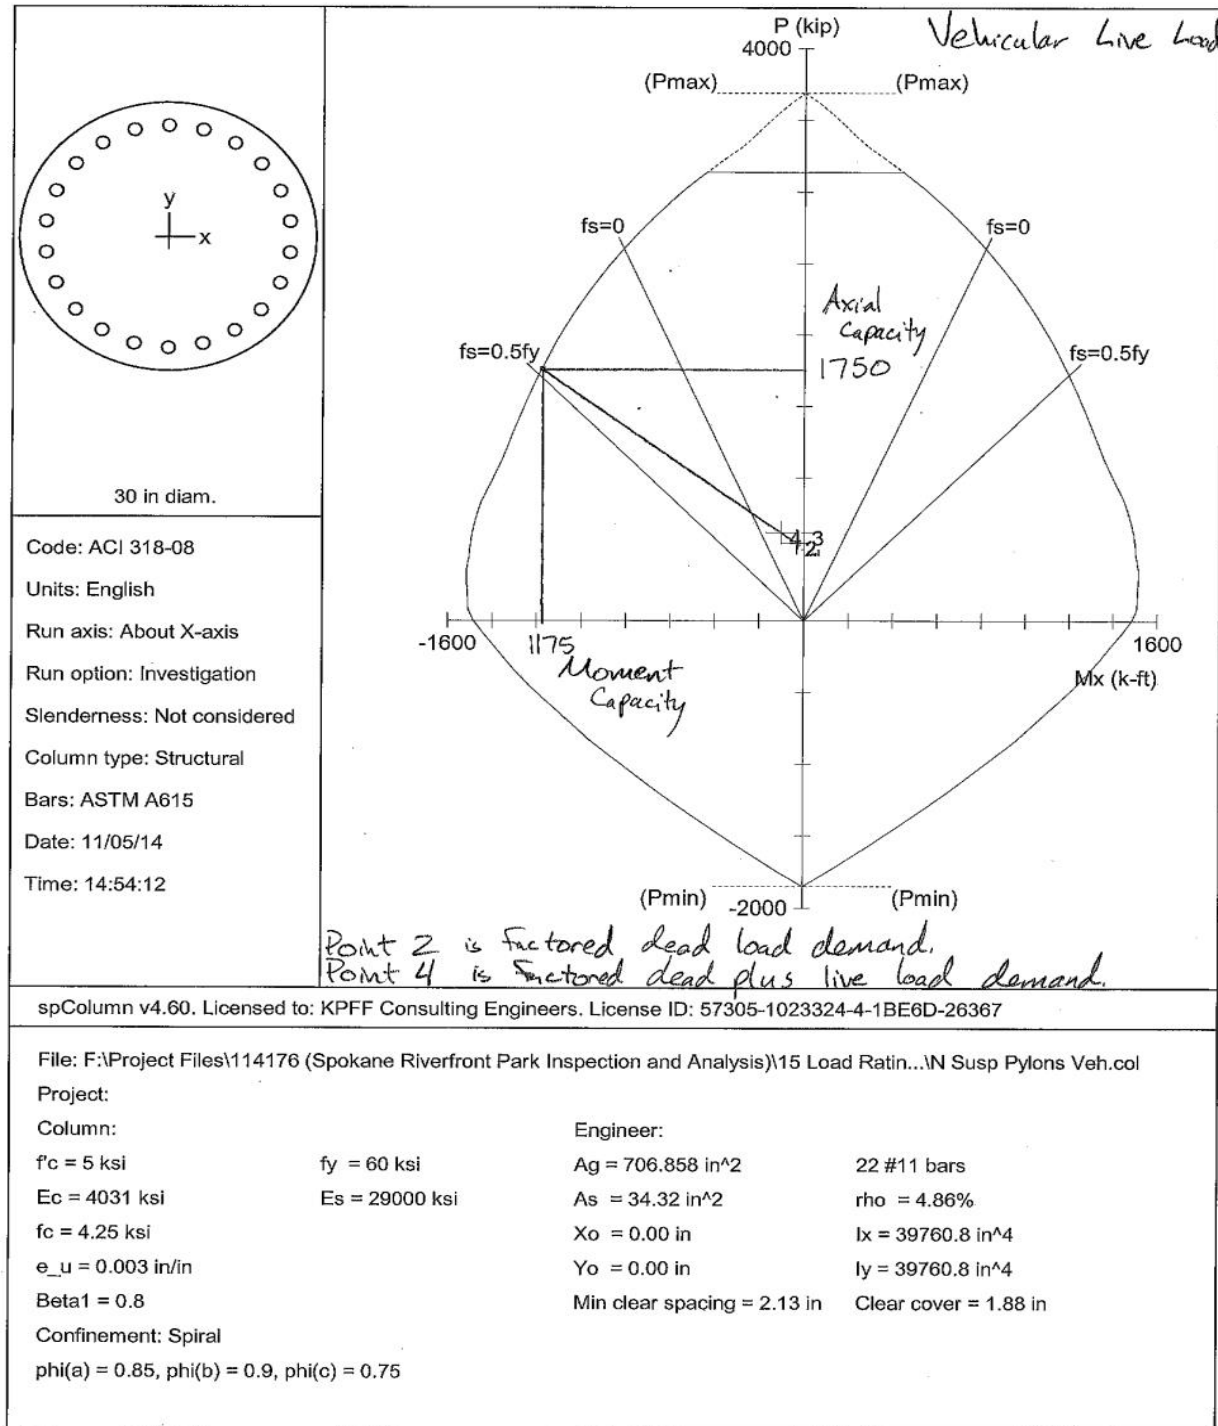 P (kip)
Vehicular Live Load
4000
(Pmax)
(Pmax)
y
x
fs=0
fs=0
Axial
Capacity
fs=0.5fy
1750
fs=0.5fy
30 in diam.
4 3
1 2
Code: ACI 318-08
Units: English
Run axis: About X-axis
-1600
1175
1600
Run option: Investigation
Moment
Capacity
Mx (k-ft)
Slenderness: Not considered
Column type: Structural
Bars: ASTM A615
Date: 11/05/14
Time: 14:54:12
(Pmin)
-2000
(Pmin)
Point 2 is factored dead load demand.
Point 4 is factored dead plus live load demand.
spColumn v4.60. Licensed to: KPFF Consulting Engineers. License ID: 57305-1023324-4-1BE6D-26367
File: F:\Project Files\114176 (Spokane Riverfront Park Inspection and Analysis)\15 Load Ratin...\N Susp Pylons Veh.col
Project:
Column:
Engineer:
f'c = 5 ksi
fy = 60 ksi
Ag = 706.858 in^2
22 #11 bars
Ec = 4031 ksi
Es = 29000 ksi
As = 34.32 in^2
rho = 4.86%
fc = 4.25 ksi
Xo = 0.00 in
Ix = 39760.8 in^4
e_u = 0.003 in/in
Yo = 0.00 in
Iy = 39760.8 in^4
Beta1 = 0.8
Min clear spacing = 2.13 in
Clear cover = 1.88 in
Confinement: Spiral
phi(a) = 0.85, phi(b) = 0.9, phi(c) = 0.75